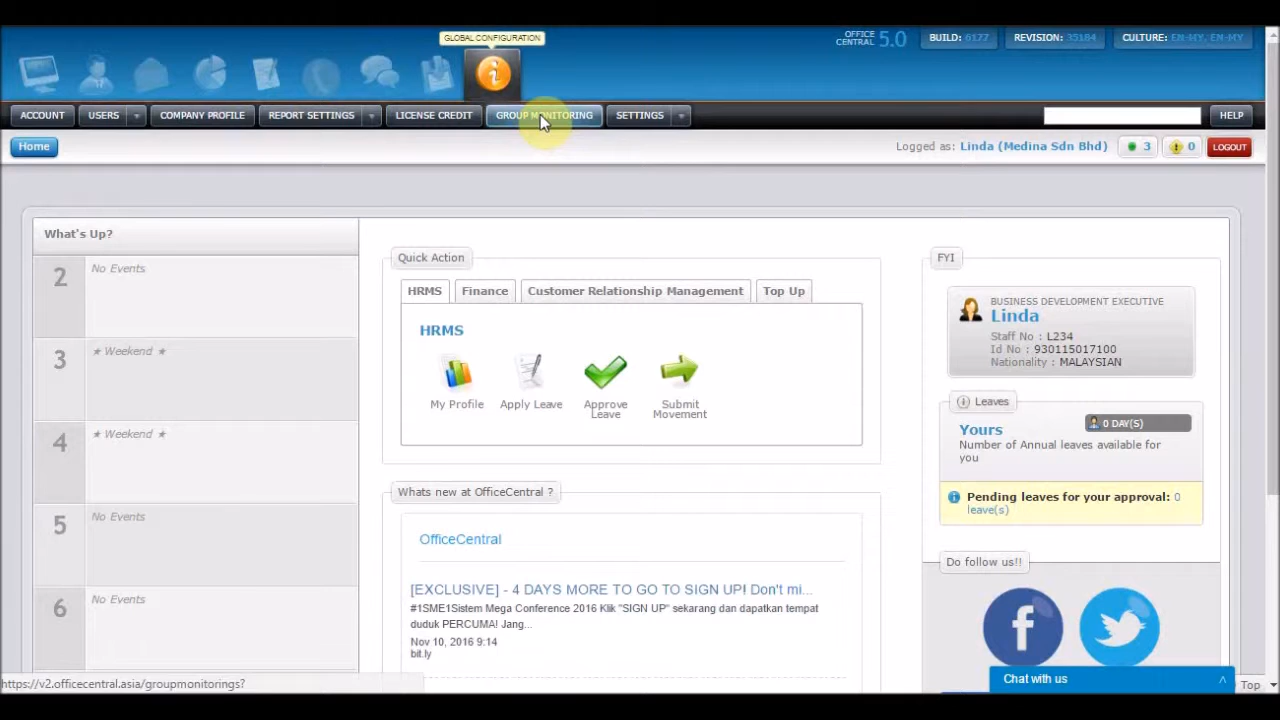 GLOBAL CONFIGURATION
OFFICE CENTRAL 5.0
BUILD: 6177
REVISION: 35184
CULTURE: EN-MY, EN-MY
ACCOUNT
USERS
COMPANY PROFILE
REPORT SETTINGS
LICENSE CREDIT
GROUP MONITORING
SETTINGS
HELP
Home
Logged as: Linda (Medina Sdn Bhd)
3
0
LOGOUT
What's Up?
2
No Events
3
★ Weekend ★
4
★ Weekend ★
5
No Events
6
No Events
Quick Action
HRMS
Finance
Customer Relationship Management
Top Up
HRMS
My Profile
Apply Leave
Approve Leave
Submit Movement
Whats new at OfficeCentral ?
OfficeCentral
[EXCLUSIVE] - 4 DAYS MORE TO GO TO SIGN UP! Don't mi...
#1SME1Sistem Mega Conference 2016 Klik "SIGN UP" sekarang dan dapatkan tempat
duduk PERCUMA! Jang...
Nov 10, 2016 9:14
bit.ly
FYI
BUSINESS DEVELOPMENT EXECUTIVE
Linda
Staff No : L234
Id No : 930115017100
Nationality : MALAYSIAN
Leaves
Yours
0 DAY(S)
Number of Annual leaves available for
you
Pending leaves for your approval: 0
leave(s)
Do follow us!!
Chat with us
Top
https://v2.officecentral.asia/groupmonitorings?